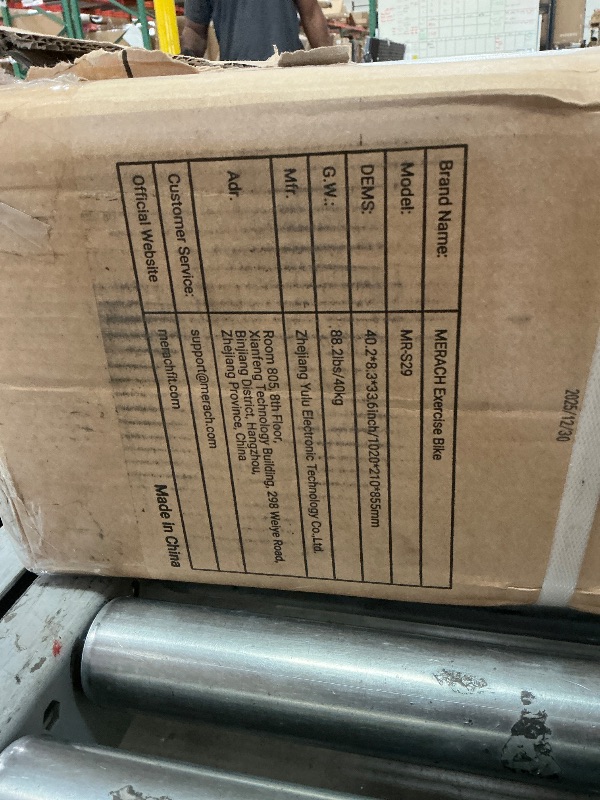 2025/12/30
Brand Name: MERACH Exercise Bike
Model: MR-S29
DEMS: 40.2*8.3*33.6inch/1020*210*855mm
G.W.: 88.2lbs/40kg
Mfr. Zhejiang Yulu Electronic Technology Co.,Ltd.
Adr. Room 805, 8th Floor,
Xianfeng Technology Building, 298 Weiye Road,
Binjiang District, Hangzhou,
Zhejiang Province, China
Customer Service: support@merach.com
Official Website merachfit.com
Made in China